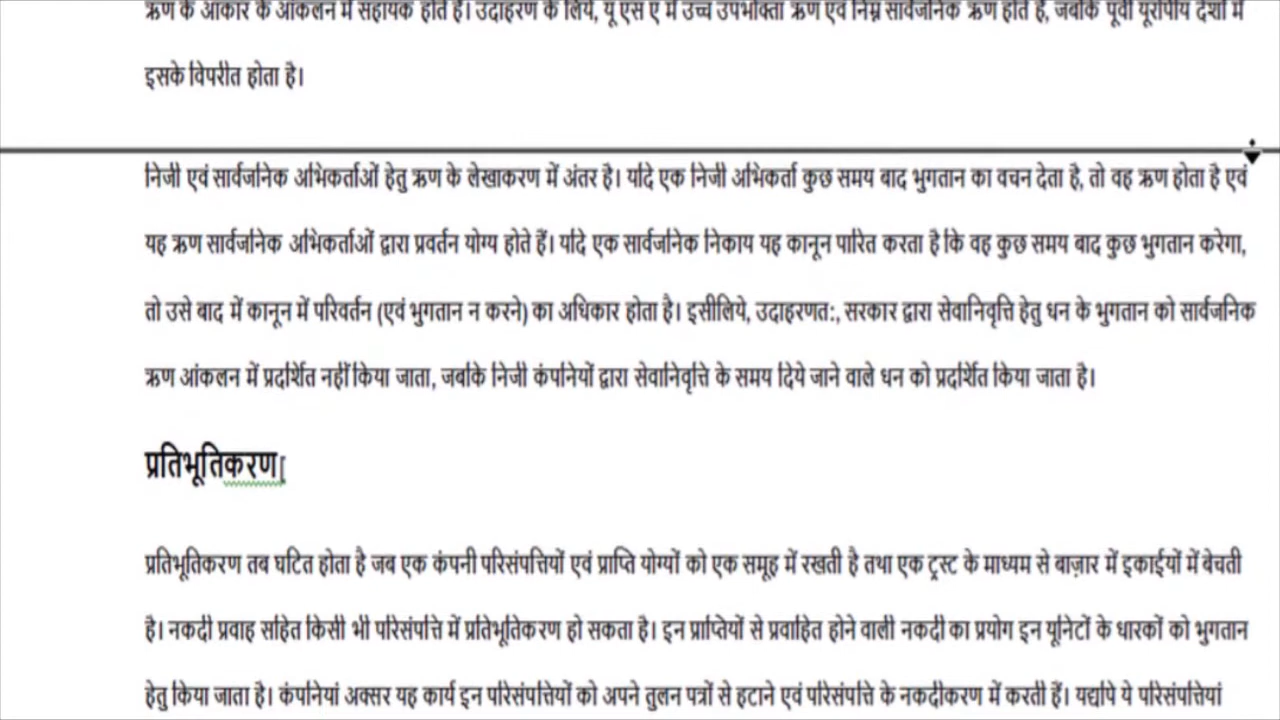 ऋण के आकार के आकलन में सहायक होते हैं। उदाहरण के लिये, यू एस ए में उच्च उपभोक्ता ऋण एवं निम्न सार्वजनिक ऋण होते हैं, जबकि पूर्वी यूरोपीय देशों में
इसके विपरीत होता है।
निजी एवं सार्वजनिक अभिकर्ताओं हेतु ऋण के लेखाकरण में अंतर है। यदि एक निजी अभिकर्ता कुछ समय बाद भुगतान का वचन देता है, तो वह ऋण होता है एवं
यह ऋण सार्वजनिक अभिकर्ताओं द्वारा प्रवर्तन योग्य होते हैं। यदि एक सार्वजनिक निकाय यह कानून पारित करता है कि वह कुछ समय बाद कुछ भुगतान करेगा,
तो उसे बाद में कानून में परिवर्तन (एवं भुगतान न करने) का अधिकार होता है। इसीलिये, उदाहरणत:, सरकार द्वारा सेवानिवृत्ति हेतु धन के भुगतान को सार्वजनिक
ऋण आंकलन में प्रदर्शित नहीं किया जाता, जबकि निजी कंपनियों द्वारा सेवानिवृत्ति के समय दिये जाने वाले धन को प्रदर्शित किया जाता है।
प्रतिभूतिकरण[
प्रतिभूतिकरण तब घटित होता है जब एक कंपनी परिसंपत्तियों एवं प्राप्ति योग्यों को एक समूह में रखती है तथा एक ट्रस्ट के माध्यम से बाज़ार में इकाईयों में बेचती
है। नकदी प्रवाह सहित किसी भी परिसंपत्ति में प्रतिभूतिकरण हो सकता है। इन प्राप्तियों से प्रवाहित होने वाली नकदी का प्रयोग इन यूनिटों के धारकों को भुगतान
हेतु किया जाता है। कंपनियां अक्सर यह कार्य इन परिसंपत्तियों को अपने तुलन पत्रों से हटाने एवं परिसंपत्ति के नकदीकरण में करती हैं। यद्यपि ये परिसंपत्तियां